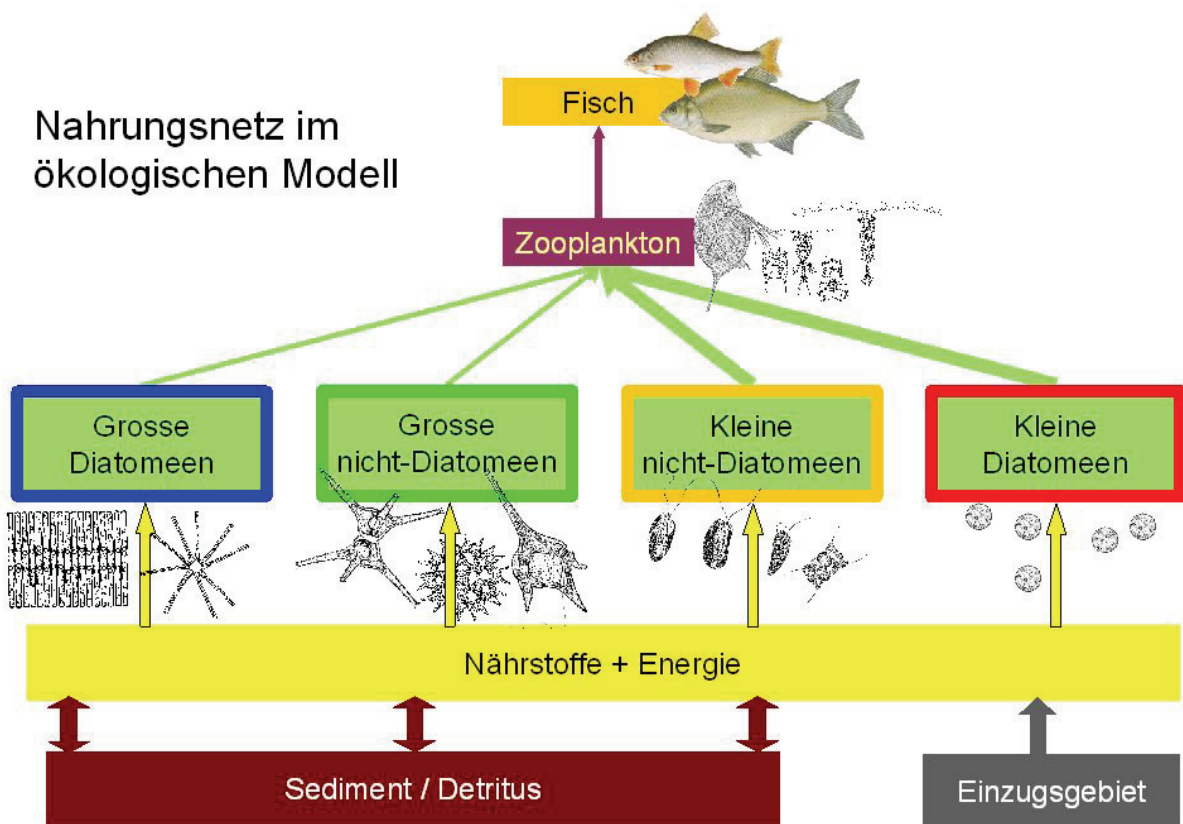 Nahrungsnetz im
ökologischen Modell
Fisch
Zooplankton
Grosse
Diatomeen
Grosse
nicht-Diatomeen
Kleine
nicht-Diatomeen
Kleine
Diatomeen
Nährstoffe + Energie
Sediment / Detritus
Einzugsgebiet